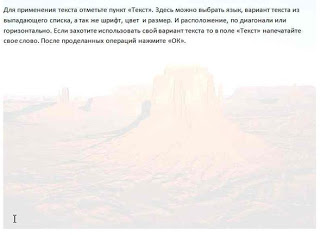 Для применения текста отметьте пункт «Текст». Здесь можно выбрать язык, вариант текста из
выпадающего списка, а так же шрифт, цвет и размер. И расположение, по диагонали или
горизонтально. Если захотите использовать свой вариант текста то в поле «Текст» напечатайте
свое слово. После проделанных операций нажмите «ОК».